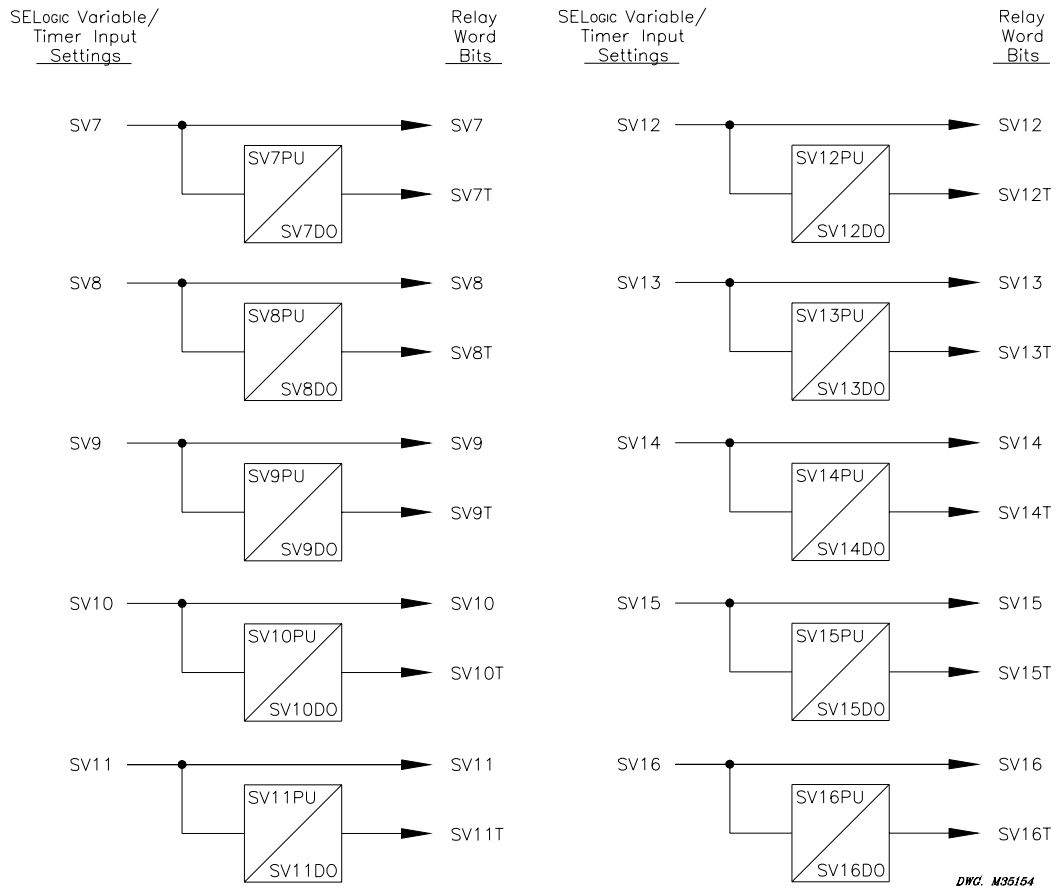 SELOGIC Variable/
Timer Input
Settings
Relay
Word
Bits
SV7
SV7PU
SV7DO
SV7
SV7T
SV8
SV8PU
SV8DO
SV8
SV8T
SV9
SV9PU
SV9DO
SV9
SV9T
SV10
SV10PU
SV10DO
SV10
SV10T
SV11
SV11PU
SV11DO
SV11
SV11T
SELOGIC Variable/
Timer Input
Settings
Relay
Word
Bits
SV12
SV12PU
SV12DO
SV12
SV12T
SV13
SV13PU
SV13DO
SV13
SV13T
SV14
SV14PU
SV14DO
SV14
SV14T
SV15
SV15PU
SV15DO
SV15
SV15T
SV16
SV16PU
SV16DO
SV16
SV16T
DWG. M35154